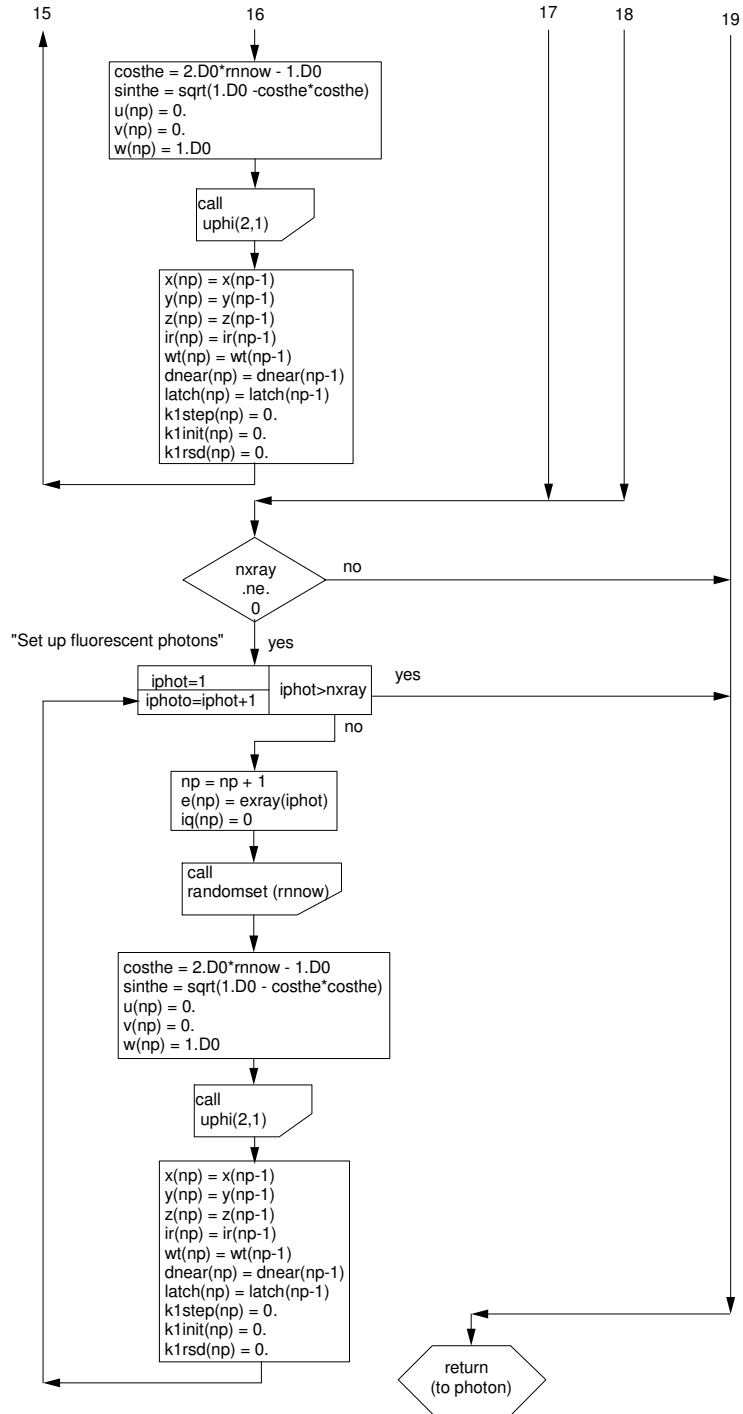 15 16 17 18 19
costhe = 2.D0*rnnow - 1.D0
sinthe = sqrt(1.D0 -costhe*costhe)
u(np) = 0.
v(np) = 0.
w(np) = 1.D0
call
uphi(2,1)
x(np) = x(np-1)
y(np) = y(np-1)
z(np) = z(np-1)
ir(np) = ir(np-1)
wt(np) = wt(np-1)
dnear(np) = dnear(np-1)
latch(np) = latch(np-1)
k1step(np) = 0.
k1init(np) = 0.
k1rsd(np) = 0.
nxray
.ne.
0
no
"Set up fluorescent photons"
yes
iphot=1
iphoto=iphot+1
iphot>nxray
yes
no
np = np + 1
e(np) = exray(iphot)
iq(np) = 0
call
randomset (rnnow)
costhe = 2.D0*rnnow - 1.D0
sinthe = sqrt(1.D0 - costhe*costhe)
u(np) = 0.
v(np) = 0.
w(np) = 1.D0
call
uphi(2,1)
x(np) = x(np-1)
y(np) = y(np-1)
z(np) = z(np-1)
ir(np) = ir(np-1)
wt(np) = wt(np-1)
dnear(np) = dnear(np-1)
latch(np) = latch(np-1)
k1step(np) = 0.
k1init(np) = 0.
k1rsd(np) = 0.
return
(to photon)